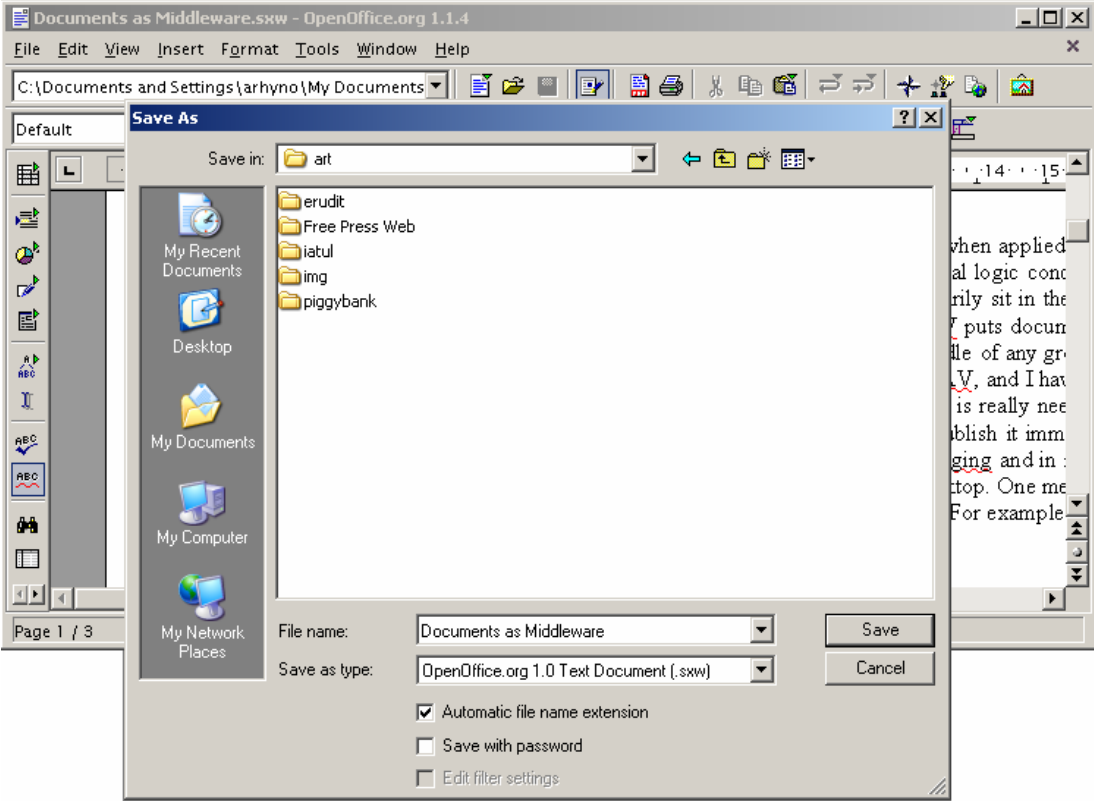 Documents as Middleware.sxw - OpenOffice.org 1.1.4
File Edit View Insert Format Tools Window Help
C:\Documents and Settings\arhyno\My Documents
Default
Save As
Save in: art
14 15
My Recent Documents
Desktop
My Documents
My Computer
My Network Places
erudit
Free Press Web
iatul
img
piggybank
when applied
al logic conc
rily sit in the
puts docum
dle of any gr
AV, and I hav
is really nee
ublish it imm
ging and in
top. One me
For example
Page 1 / 3
File name: Documents as Middleware
Save
Save as type: OpenOffice.org 1.0 Text Document (.sxw)
Cancel
Automatic file name extension
Save with password
Edit filter settings